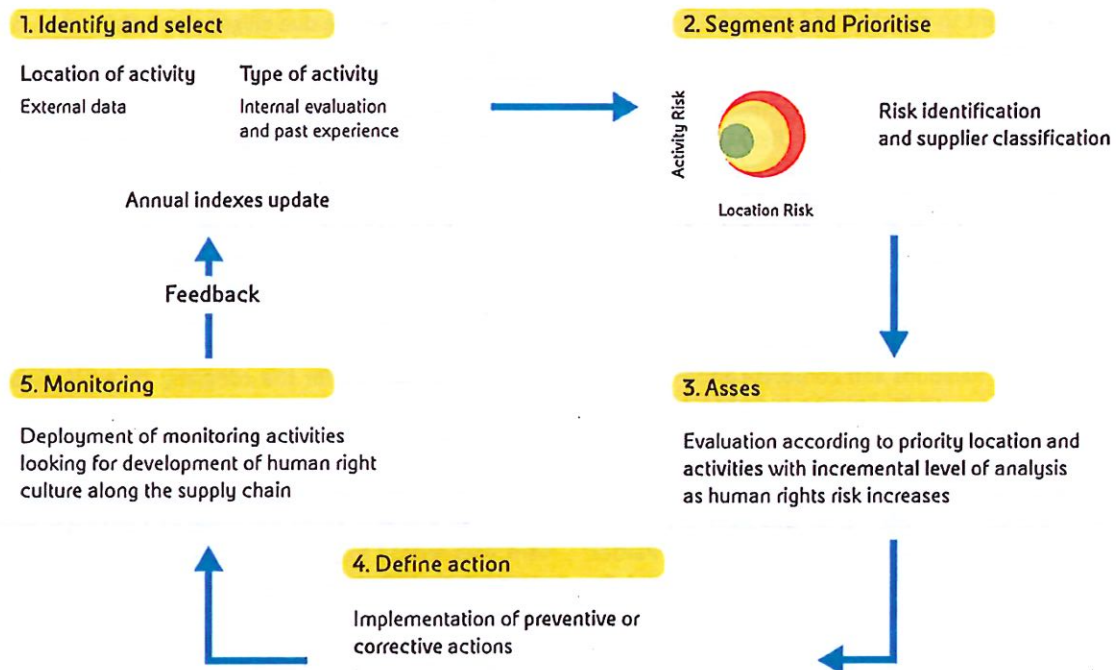 1. Identify and select
Location of activity
External data
Type of activity
Internal evaluation
and past experience
Annual indexes update
2. Segment and Prioritise
Activity Risk
Location Risk
Risk identification
and supplier classification
3. Asses
Evaluation according to priority location and
activities with incremental level of analysis
as human rights risk increases
4. Define action
Implementation of preventive or
corrective actions
5. Monitoring
Deployment of monitoring activities
looking for development of human right
culture along the supply chain
Feedback